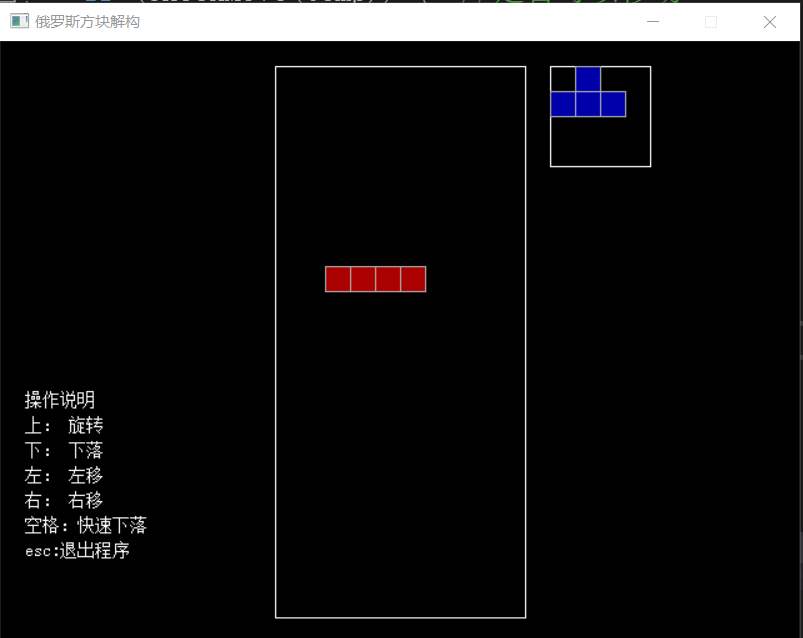 俄罗斯方块解构
操作说明
上： 旋转
下： 下落
左： 左移
右： 右移
空格：快速下落
esc:退出程序